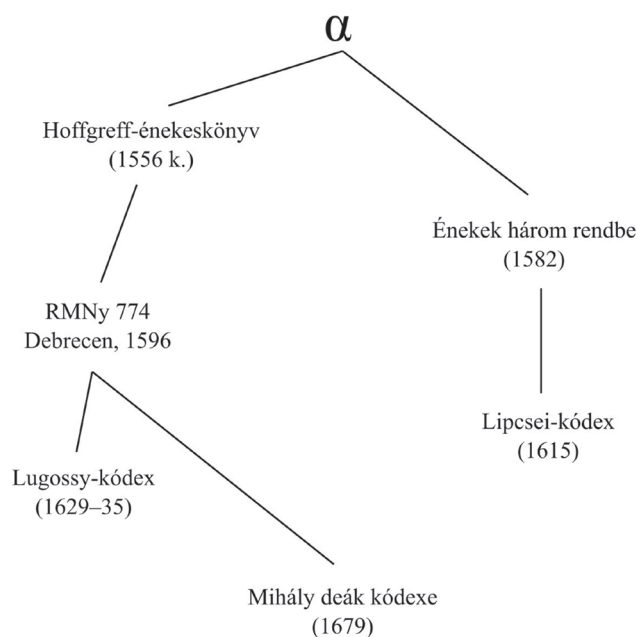 α
Hoffgreff-énekeskönyv
(1556 k.)
Énekek három rendbe
(1582)
RMNy 774
Debrecen, 1596
Lipcsei-kódex
(1615)
Lugossy-kódex
(1629–35)
Mihály deák kódexe
(1679)